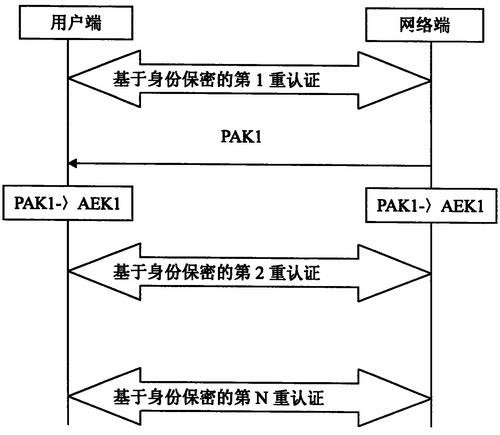 用户端
网络端
基于身份保密的第 1 重认证
PAK1
PAK1-〉AEK1
PAK1-〉AEK1
基于身份保密的第 2 重认证
基于身份保密的第 N 重认证